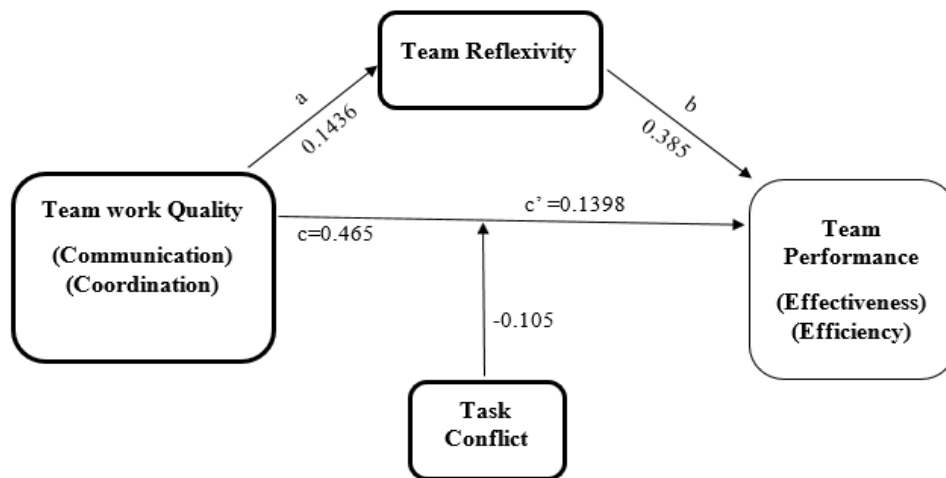 Team Reflexivity
a
0.1436
b
0.385
Team work Quality
(Communication)
(Coordination)
c=0.465
c’=0.1398
Team
Performance
(Effectiveness)
(Efficiency)
-0.105
Task
Conflict